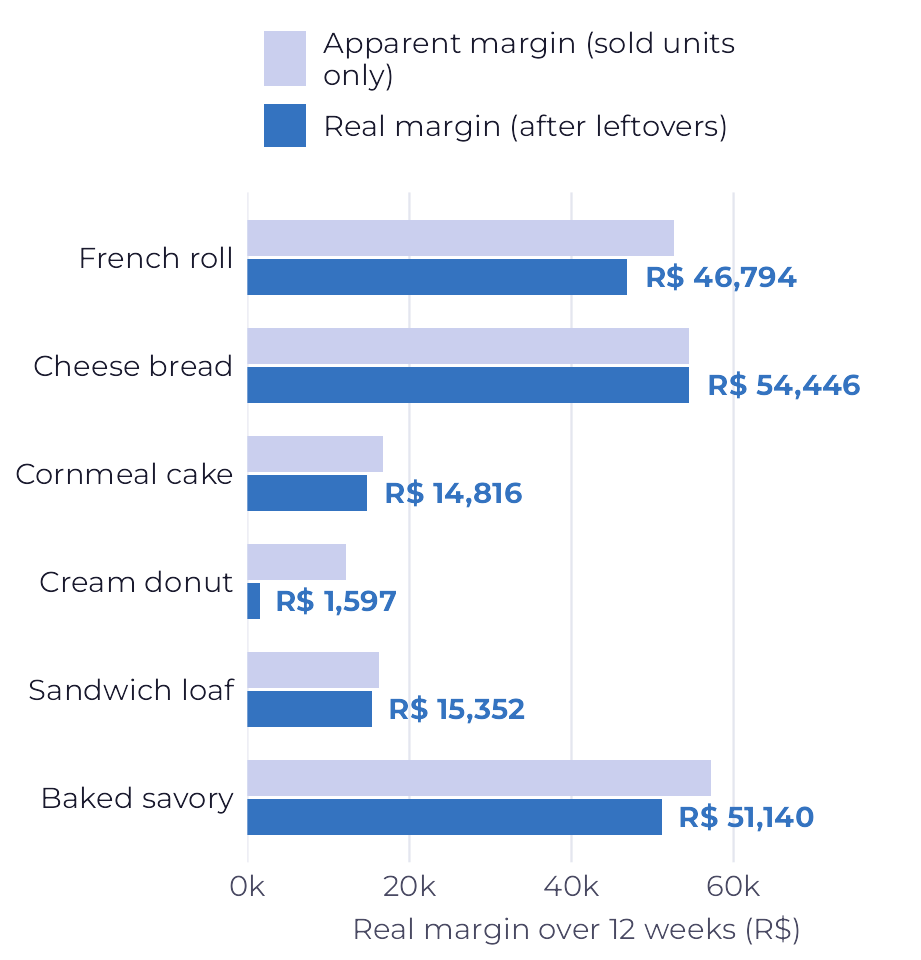 Apparent margin (sold units
only)
Real margin (after leftovers)
French roll
R$ 46,794
Cheese bread
R$ 54,446
Cornmeal cake
R$ 14,816
Cream donut
R$ 1,597
Sandwich loaf
R$ 15,352
Baked savory
R$ 51,140
0k 20k 40k 60k
Real margin over 12 weeks (R$)